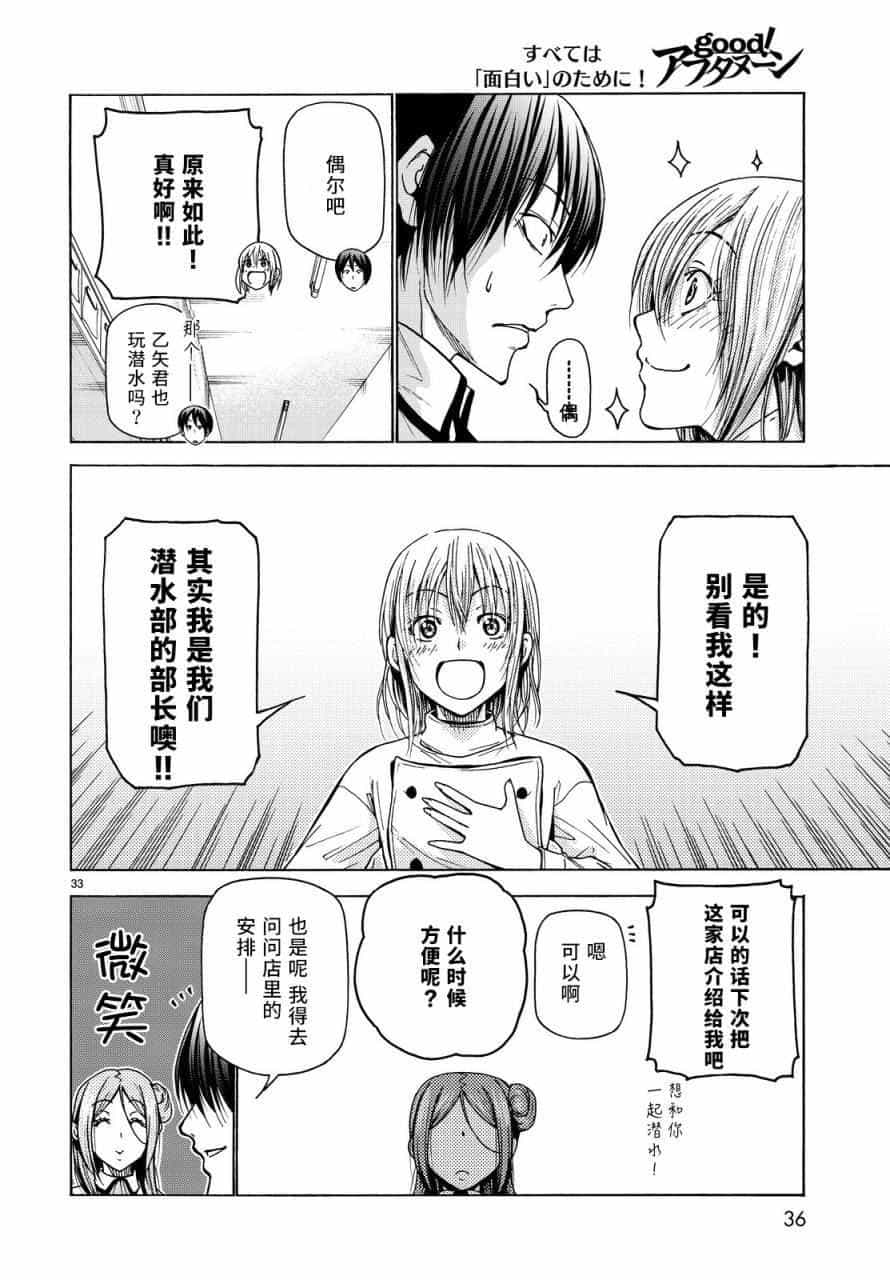 すべては
「面白い」のために!
good!
アフタヌーン
……偶
偶尔吧
原来如此!
真好啊!!
那个——
乙矢君也
玩潜水吗?
是的!
别看我这样
其实我是我们
潜水部的部长噢!!
33
可以的话下次把
这家店介绍给我吧
想和你
一起潜水!
嗯
可以啊
什么时候
方便呢?
也是呢 我得去
问问店里的
安排——
微笑
36